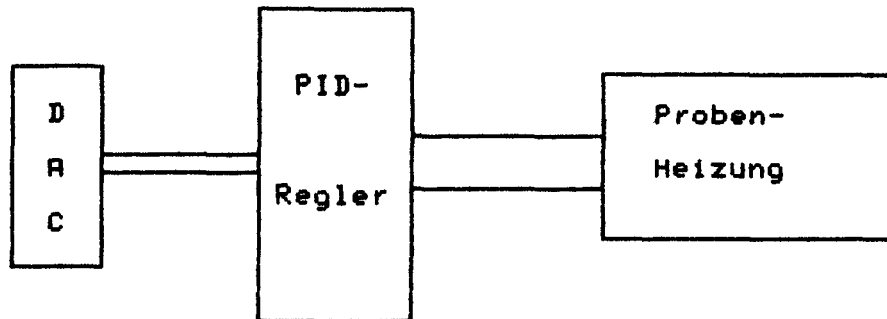 D
A
C
PID-
Regler
Proben-
Heizung